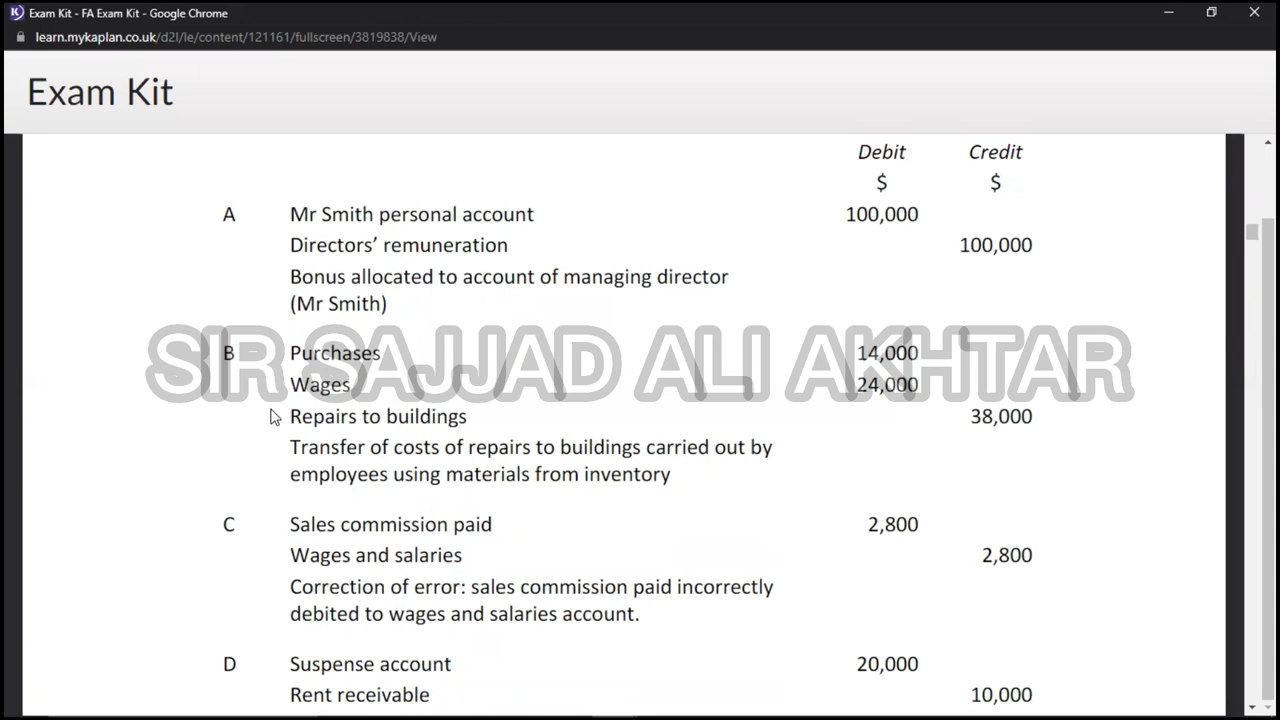 Exam Kit - FA Exam Kit - Google Chrome
learn.mykaplan.co.uk/d2l/le/content/121161/fullscreen/3819838/View
Exam Kit
Debit Credit
$ $
A Mr Smith personal account 100,000
Directors' remuneration 100,000
Bonus allocated to account of managing director
(Mr Smith)
SIR SAJJAD ALI AKHTAR
B Purchases 14,000
Wages 24,000
Repairs to buildings 38,000
Transfer of costs of repairs to buildings carried out by
employees using materials from inventory
C Sales commission paid 2,800
Wages and salaries 2,800
Correction of error: sales commission paid incorrectly
debited to wages and salaries account.
D Suspense account 20,000
Rent receivable 10,000